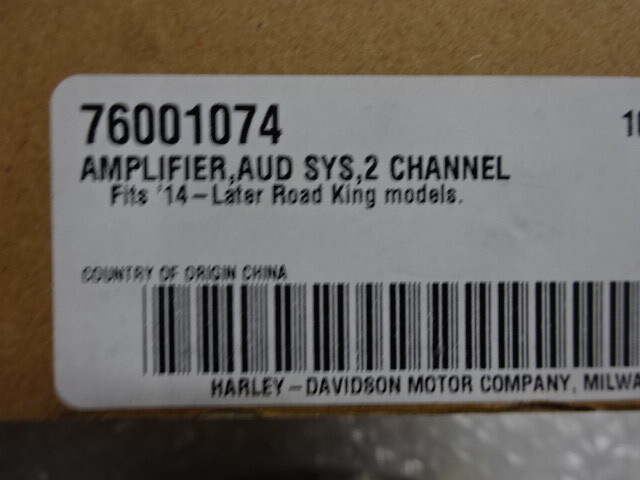 76001074
AMPLIFIER,AUD SYS,2 CHANNEL
Fits '14-Later Road King models.
COUNTRY OF ORIGIN CHINA
HARLEY-DAVIDSON MOTOR COMPANY, MILWA